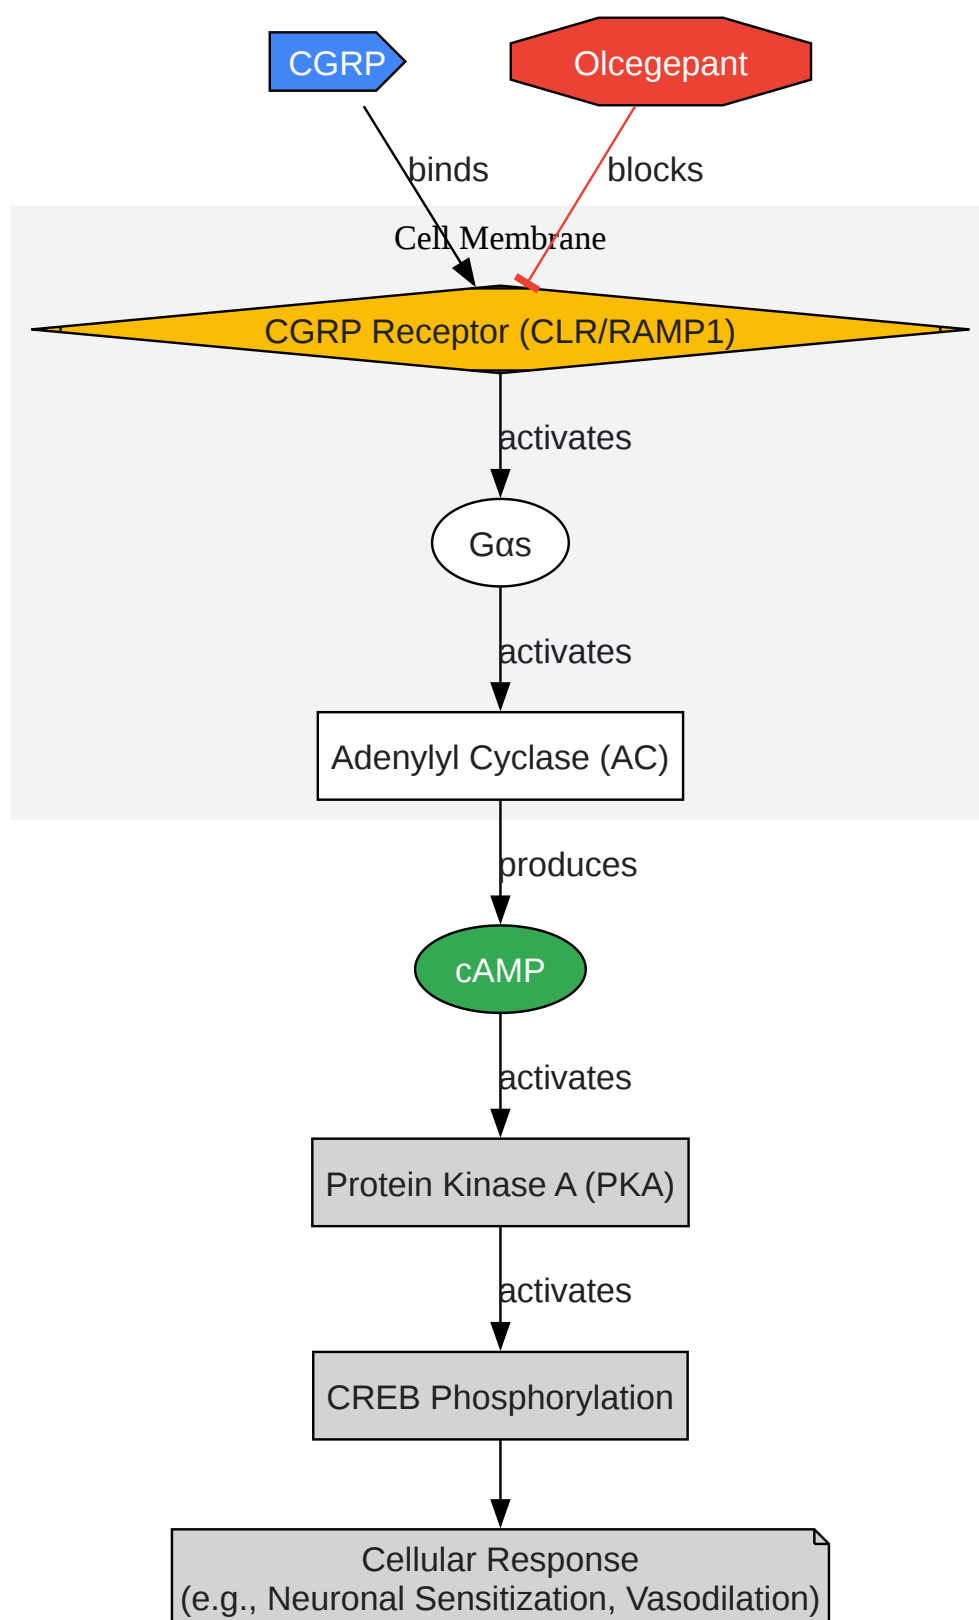 CGRP
Olcegepant
binds
blocks
Cell Membrane
CGRP Receptor (CLR/RAMP1)
activates
Gαs
activates
Adenylyl Cyclase (AC)
produces
cAMP
activates
Protein Kinase A (PKA)
activates
CREB Phosphorylation
Cellular Response
(e.g., Neuronal Sensitization, Vasodilation)